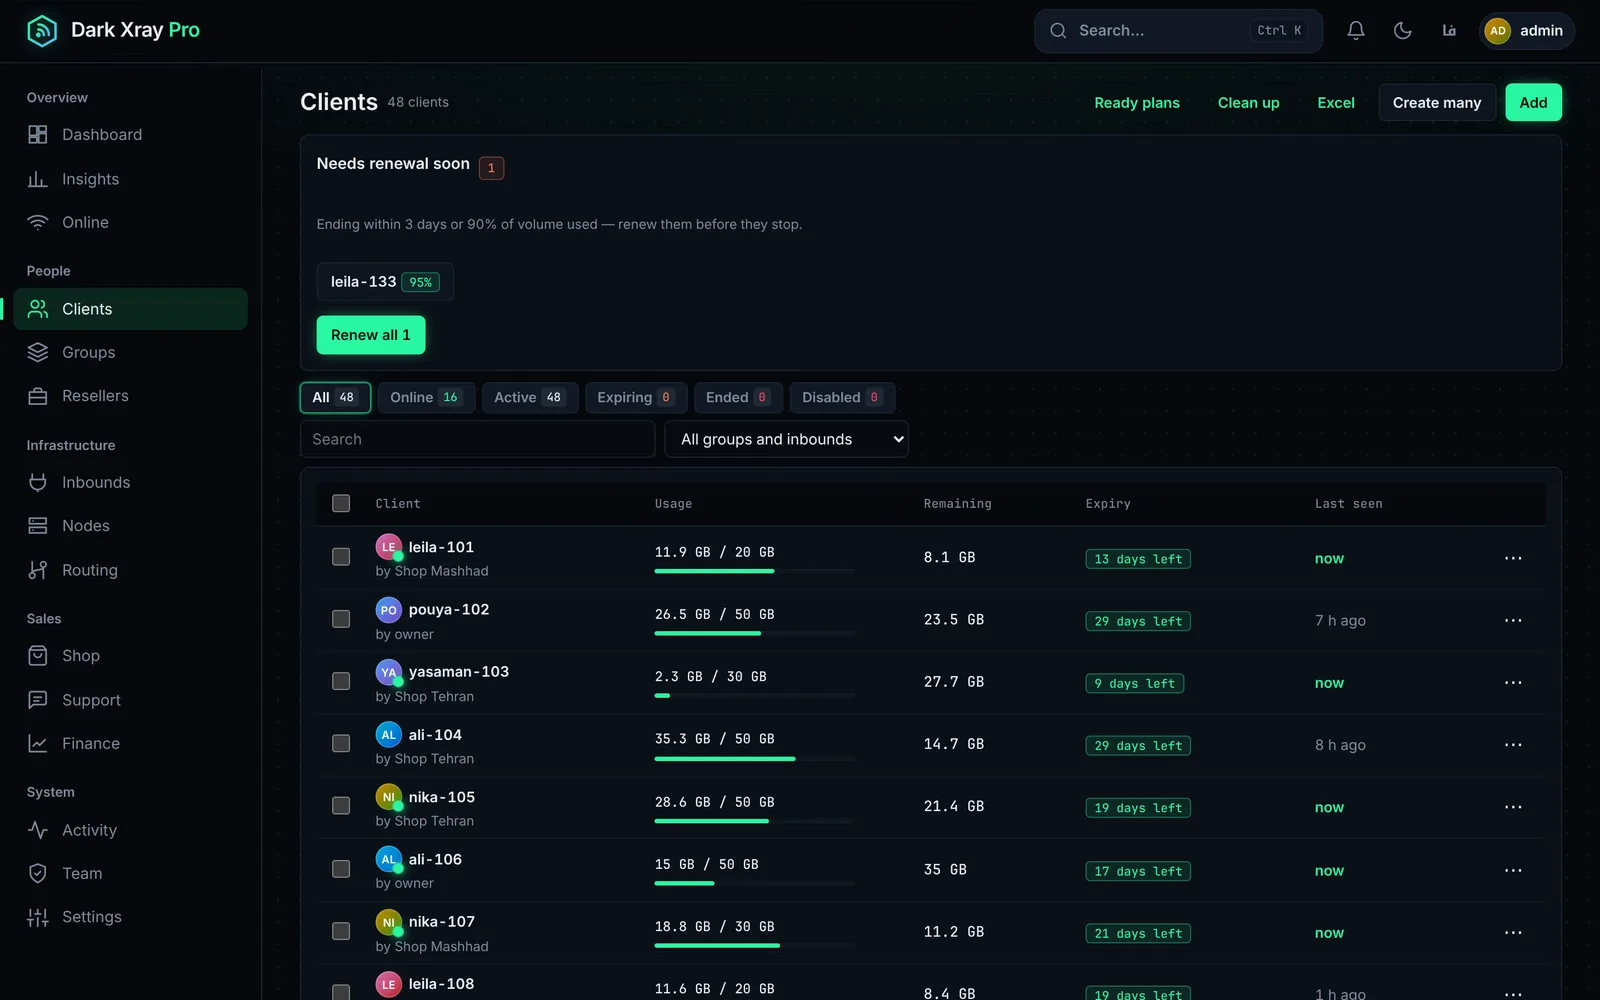 Dark Xray Pro
Search...
Ctrl K
فا
AD
admin
Overview
Dashboard
Insights
Online
People
Clients
Groups
Resellers
Infrastructure
Inbounds
Nodes
Routing
Sales
Shop
Support
Finance
System
Activity
Team
Settings
Clients 48 clients
Ready plans
Clean up
Excel
Create many
Add
Needs renewal soon 1
Ending within 3 days or 90% of volume used — renew them before they stop.
leila-133 95%
Renew all 1
All 48
Online 16
Active 48
Expiring 0
Ended 0
Disabled 0
Search
All groups and inbounds
Client Usage Remaining Expiry Last seen
LE leila-101
by Shop Mashhad
11.9 GB / 20 GB
8.1 GB
13 days left
now
PO pouya-102
by owner
26.5 GB / 50 GB
23.5 GB
29 days left
7 h ago
YA yasaman-103
by Shop Tehran
2.3 GB / 30 GB
27.7 GB
9 days left
now
AL ali-104
by Shop Tehran
35.3 GB / 50 GB
14.7 GB
29 days left
8 h ago
NI nika-105
by Shop Tehran
28.6 GB / 50 GB
21.4 GB
19 days left
now
AL ali-106
by owner
15 GB / 50 GB
35 GB
17 days left
now
NI nika-107
by Shop Mashhad
18.8 GB / 30 GB
11.2 GB
21 days left
now
LE leila-108
11.6 GB / 20 GB
8.4 GB
19 days left
1 h ago